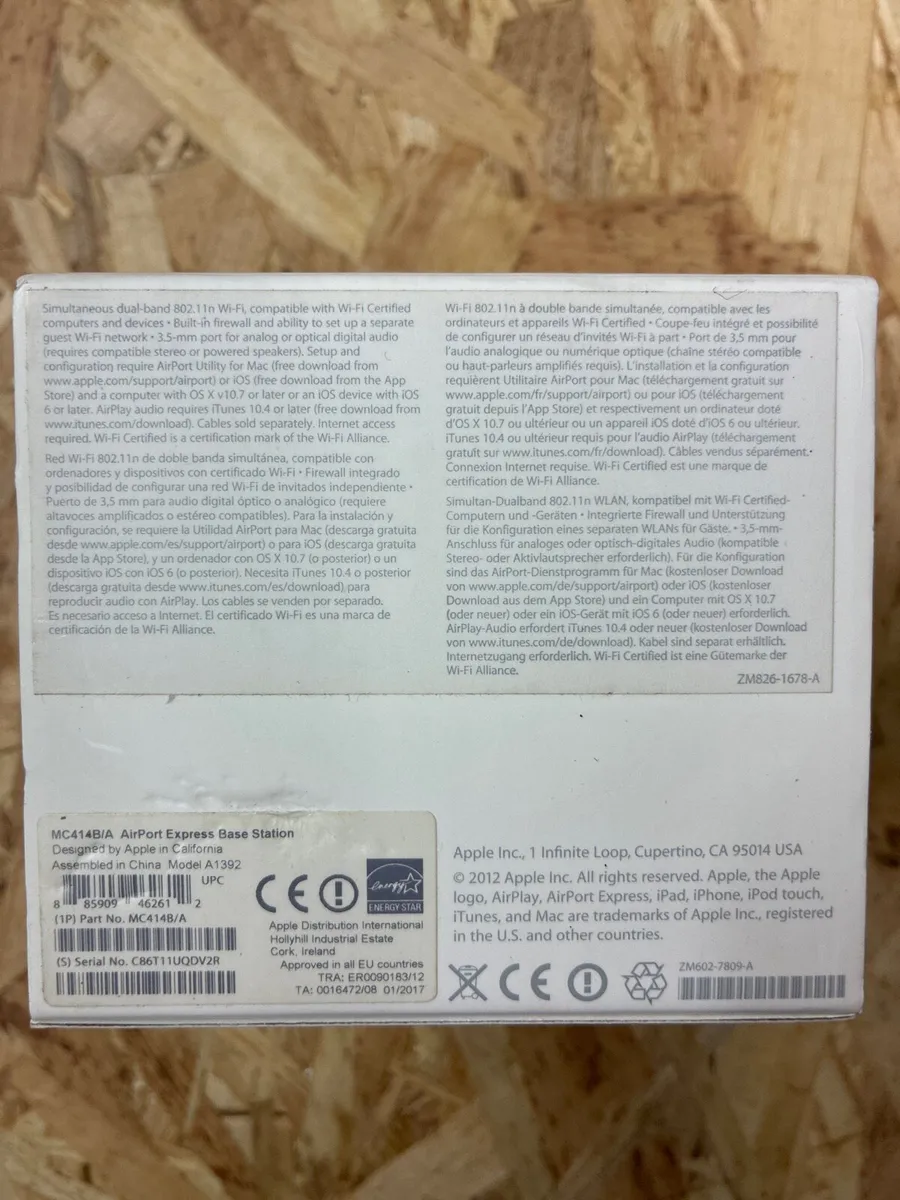 Simultaneous dual-band 802.11n Wi-Fi, compatible with Wi-Fi Certified
computers and devices • Built-in firewall and ability to set up a separate
guest Wi-Fi network • 3.5-mm port for analog or optical digital audio
(requires compatible stereo or powered speakers). Setup and
configuration require AirPort Utility for Mac (free download from
www.apple.com/support/airport) or iOS (free download from the App
Store) and a computer with OS X v10.7 or later or an iOS device with iOS
6 or later. AirPlay audio requires iTunes 10.4 or later (free download from
www.itunes.com/download). Cables sold separately. Internet access
required. Wi-Fi Certified is a certification mark of the Wi-Fi Alliance.
Red Wi-Fi 802.11n de doble banda simultánea, compatible con
ordenadores y dispositivos con certificado Wi-Fi • Firewall integrado
y posibilidad de configurar una red Wi-Fi de invitados independiente •
Puerto de 3,5 mm para audio digital óptico o analógico (requiere
altavoces amplificados o estéreo compatibles). Para la instalación y
configuración, se requiere la Utilidad AirPort para Mac (descarga gratuita
desde www.apple.com/es/support/airport) o para iOS (descarga gratuita
desde la App Store), y un ordenador con OS X 10.7 (o posterior) o un
dispositivo iOS con iOS 6 (o posterior). Necesita iTunes 10.4 o posterior
(descarga gratuita desde www.itunes.com/es/download) para
reproducir audio con AirPlay. Los cables se venden por separado.
Es necesario acceso a Internet. El certificado Wi-Fi es una marca de
certificación de la Wi-Fi Alliance.
Wi-Fi 802.11n à double bande simultanée, compatible avec les
ordinateurs et appareils Wi-Fi Certified • Coupe-feu intégré et possibilité
de configurer un réseau d'invités Wi-Fi à part • Port de 3,5 mm pour
l'audio analogique ou numérique optique (chaîne stéréo compatible
ou haut-parleurs amplifiés requis). L'installation et la configuration
requièrent Utilitaire AirPort pour Mac (téléchargement gratuit sur
www.apple.com/fr/support/airport) ou pour iOS (téléchargement
gratuit depuis l'App Store) et respectivement un ordinateur doté
d'OS X 10.7 ou ultérieur ou un appareil iOS doté d'iOS 6 ou ultérieur.
iTunes 10.4 ou ultérieur requis pour l'audio AirPlay (téléchargement
gratuit sur www.itunes.com/fr/download). Câbles vendus séparément.
Connexion Internet requise. Wi-Fi Certified est une marque de
certification de Wi-Fi Alliance.
Simultan-Dualband 802.11n WLAN, kompatibel mit Wi-Fi Certified-
Computern und -Geräten • Integrierte Firewall und Unterstützung
für die Konfiguration eines separaten WLANs für Gäste. • 3,5-mm-
Anschluss für analoges oder optisch-digitales Audio (kompatible
Stereo- oder Aktivlautsprecher erforderlich). Für die Konfiguration
sind das AirPort-Dienstprogramm für Mac (kostenloser Download
von www.apple.com/de/support/airport) oder iOS (kostenloser
Download aus dem App Store) und ein Computer mit OS X 10.7
(oder neuer) oder ein iOS-Gerät mit iOS 6 (oder neuer) erforderlich.
AirPlay-Audio erfordert iTunes 10.4 oder neuer (kostenloser Download
von www.itunes.com/de/download). Kabel sind separat erhältlich.
Internetzugang erforderlich. Wi-Fi Certified ist eine Gütemarke der
Wi-Fi Alliance.
ZM826-1678-A
MC414B/A AirPort Express Base Station
Designed by Apple in California
Assembled in China Model A1392
UPC
8 85909 46261 2
(1P) Part No. MC414B/A
(S) Serial No. C86T11UQDV2R
CE
energy
ENERGY STAR
Apple Distribution International
Hollyhill Industrial Estate
Cork, Ireland
Approved in all EU countries
TRA: ER0090183/12
TA: 0016472/08 01/2017
Apple Inc., 1 Infinite Loop, Cupertino, CA 95014 USA
© 2012 Apple Inc. All rights reserved. Apple, the Apple
logo, AirPlay, AirPort Express, iPad, iPhone, iPod touch,
iTunes, and Mac are trademarks of Apple Inc., registered
in the U.S. and other countries.
CE
ZM602-7809-A